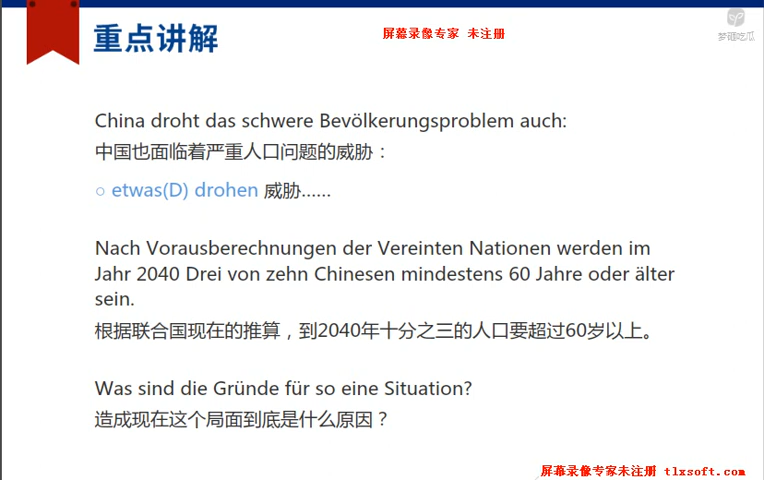 重点讲解
屏幕录像专家 未注册
梦砸吃瓜
China droht das schwere Bevölkerungsproblem auch:
中国也面临着严重人口问题的威胁：
○ etwas(D) drohen 威胁......
Nach Vorausberechnungen der Vereinten Nationen werden im
Jahr 2040 Drei von zehn Chinesen mindestens 60 Jahre oder älter
sein.
根据联合国现在的推算，到2040年十分之三的人口要超过60岁以上。
Was sind die Gründe für so eine Situation?
造成现在这个局面到底是什么原因？
屏幕录像专家未注册 tlxsoft.com